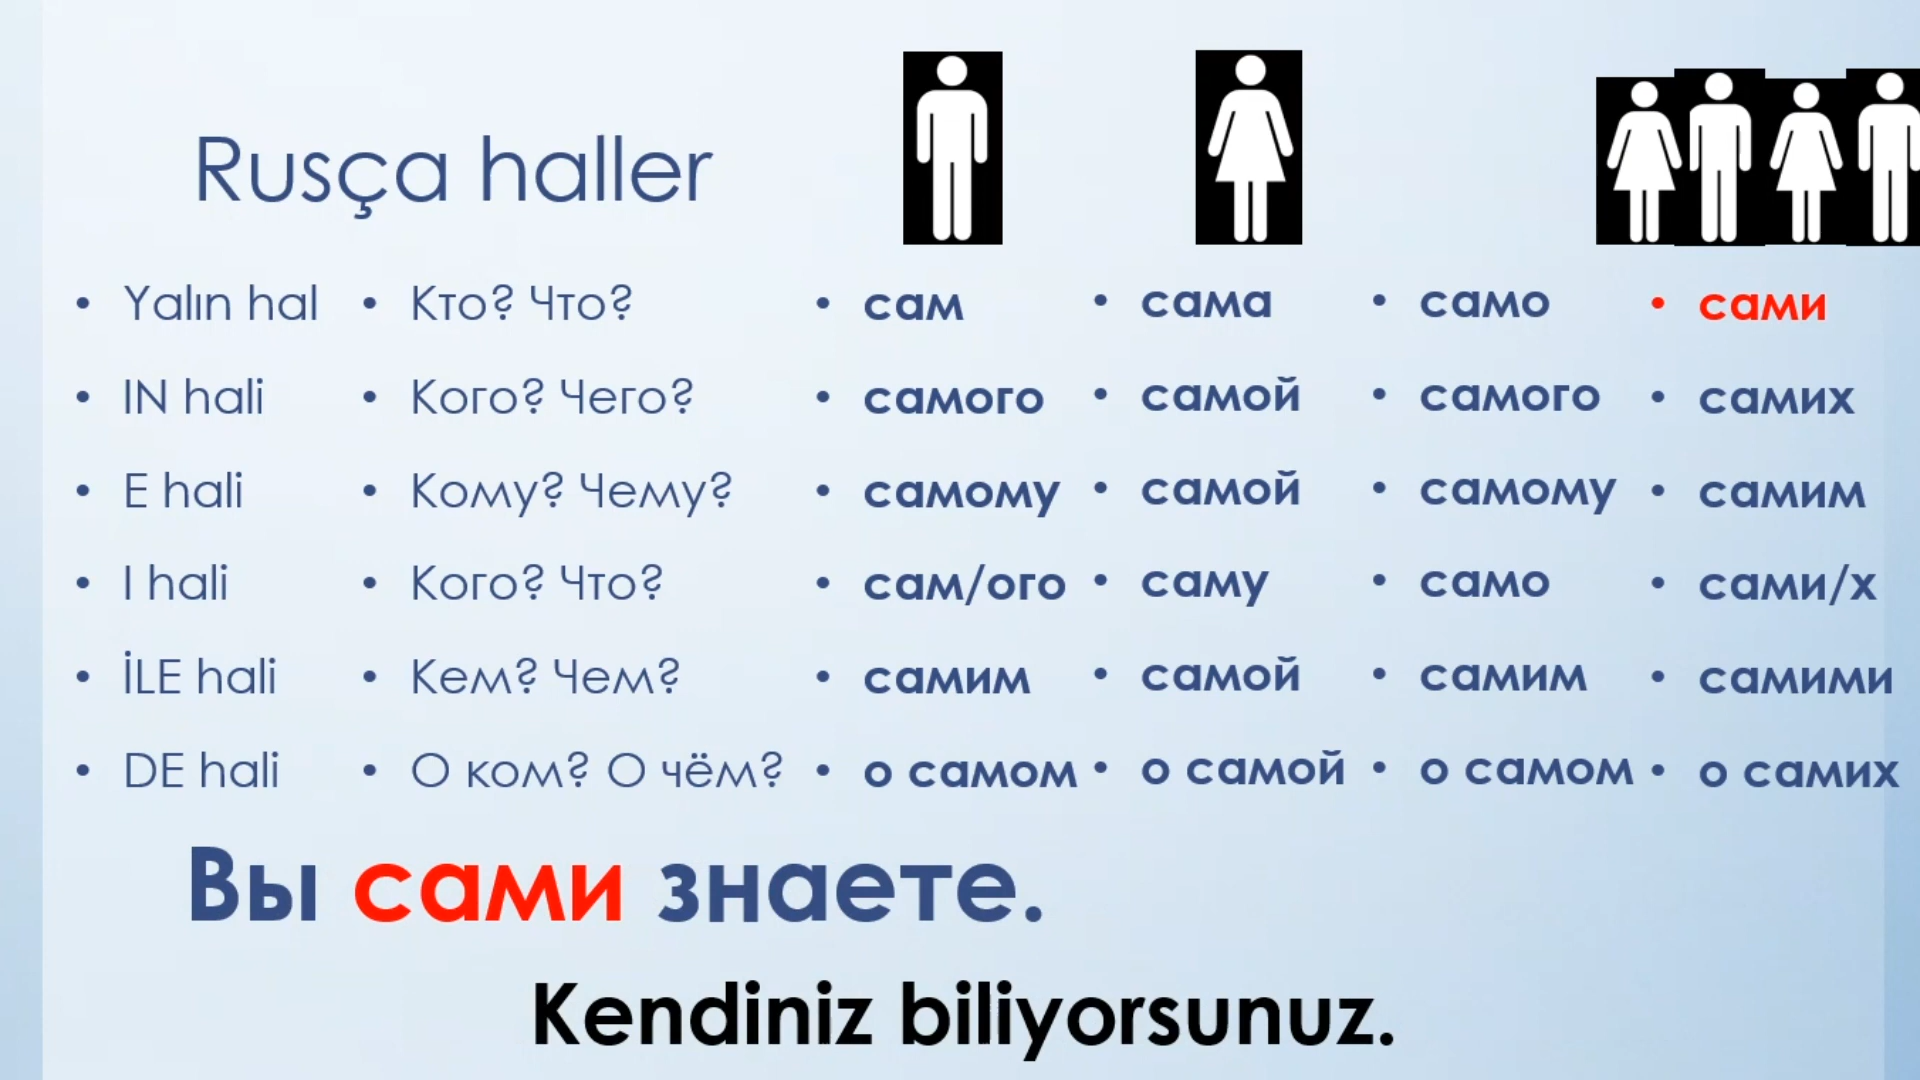 Rusça haller
• Yalın hal • Кто? Что? • сам • сама • само • сами
• IN hali • Кого? Чего? • самого • самой • самого • самих
• E hali • Кому? Чему? • самому • самой • самому • самим
• I hali • Кого? Что? • сам/ого • саму • само • сами/х
• İLE hali • Кем? Чем? • самим • самой • самим • самими
• DE hali • О ком? О чём? • о самом • о самой • о самом • о самих
Вы сами знаете.
Kendiniz biliyorsunuz.